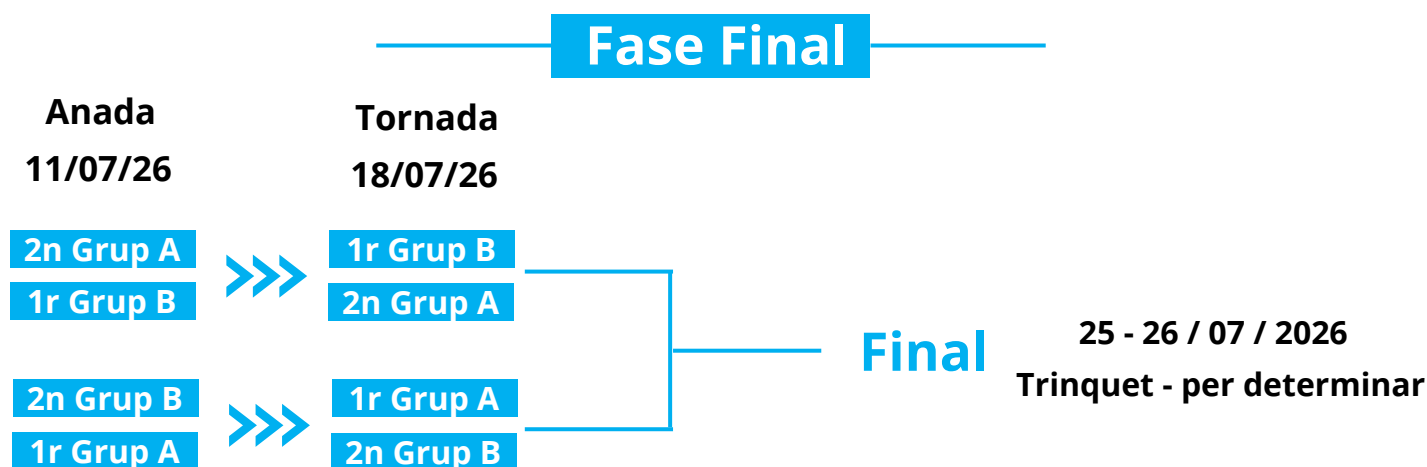 Fase Final
Anada
11/07/26
Tornada
18/07/26
2n Grup A
1r Grup B
1r Grup B
2n Grup A
2n Grup B
1r Grup A
1r Grup A
2n Grup B
Final
25 - 26 / 07 / 2026
Trinquet - per determinar